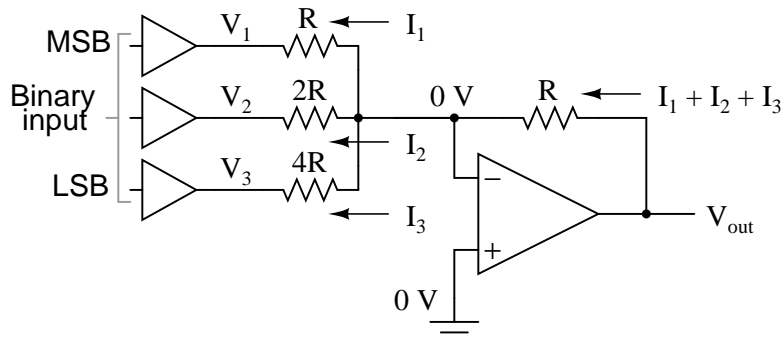 MSB
V1
R
I1
Binary
input
V2
2R
I2
0 V
R
I1 + I2 + I3
LSB
V3
4R
I3
−
+
Vout
0 V